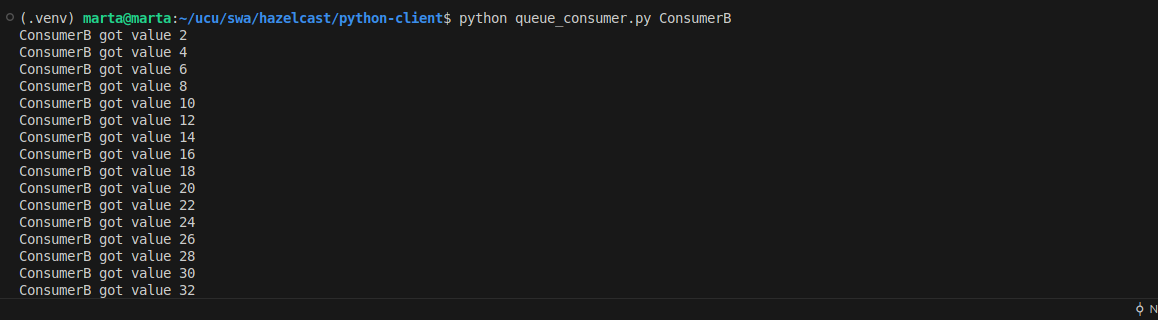 (.venv) marta@marta:~/ucu/swa/hazelcast/python-client$ python queue_consumer.py ConsumerB
ConsumerB got value 2
ConsumerB got value 4
ConsumerB got value 6
ConsumerB got value 8
ConsumerB got value 10
ConsumerB got value 12
ConsumerB got value 14
ConsumerB got value 16
ConsumerB got value 18
ConsumerB got value 20
ConsumerB got value 22
ConsumerB got value 24
ConsumerB got value 26
ConsumerB got value 28
ConsumerB got value 30
ConsumerB got value 32
N